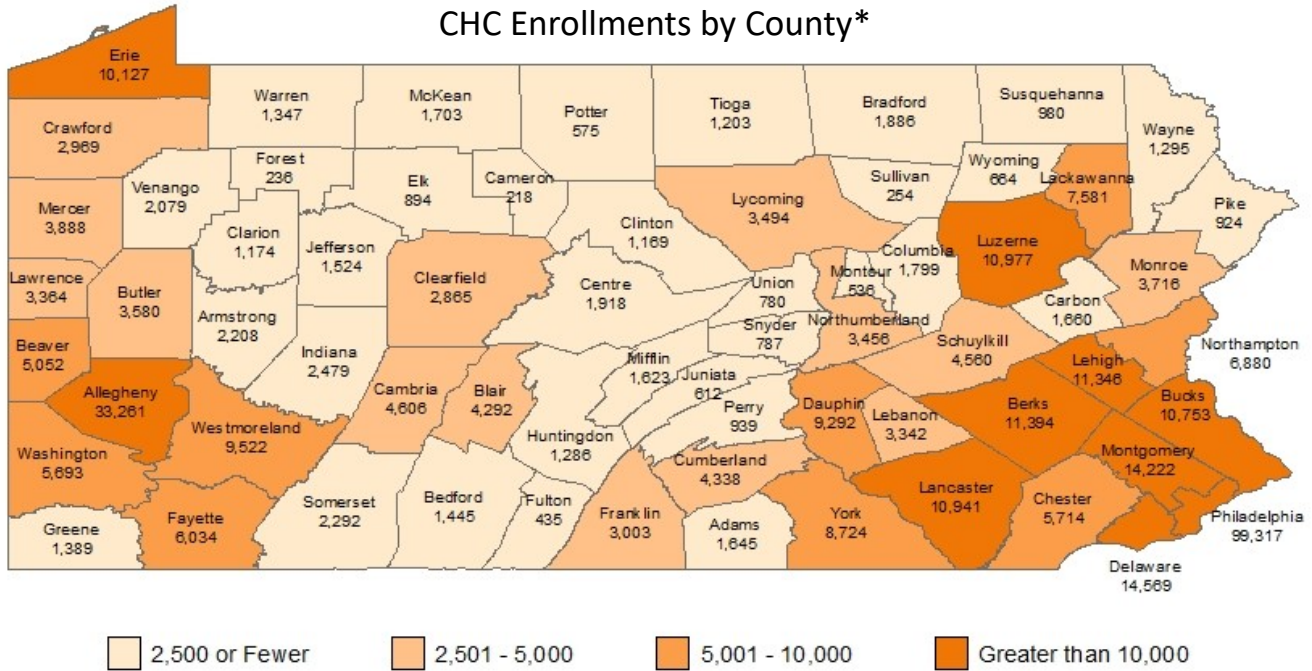 CHC Enrollments by County*
Erie
10,127
Warren
1,347
McKean
1,703
Potter
575
Tioga
1,203
Bradford
1,886
Susquehanna
980
Wayne
1,295
Crawford
2,969
Forest
236
Venango
2,079
Elk
894
Cameron
218
Lycoming
3,494
Sullivan
254
Wyoming
664
Lackawanna
7,581
Pike
924
Mercer
3,888
Clarion
1,174
Jefferson
1,524
Clinton
1,169
Columbia
1,799
Luzerne
10,977
Monroe
3,716
Lawrence
3,364
Butler
3,580
Clearfield
2,865
Centre
1,918
Union
780
Montour
536
Carbon
1,660
Armstrong
2,208
Indiana
2,479
Snyder
787
Northumberland
3,456
Schuylkill
4,560
Northampton
6,880
Beaver
5,052
Allegheny
33,261
Westmoreland
9,522
Cambria
4,606
Blair
4,292
Mifflin
1,623
Juniata
612
Perry
939
Dauphin
9,292
Lebanon
3,342
Berks
11,394
Lehigh
11,346
Bucks
10,753
Washington
5,693
Huntingdon
1,286
Cumberland
4,338
Montgomery
14,222
Greene
1,389
Fayette
6,034
Somerset
2,292
Bedford
1,445
Fulton
435
Franklin
3,003
Adams
1,645
York
8,724
Lancaster
10,941
Chester
5,714
Philadelphia
99,317
Delaware
14,569
2,500 or Fewer
2,501 - 5,000
5,001 - 10,000
Greater than 10,000